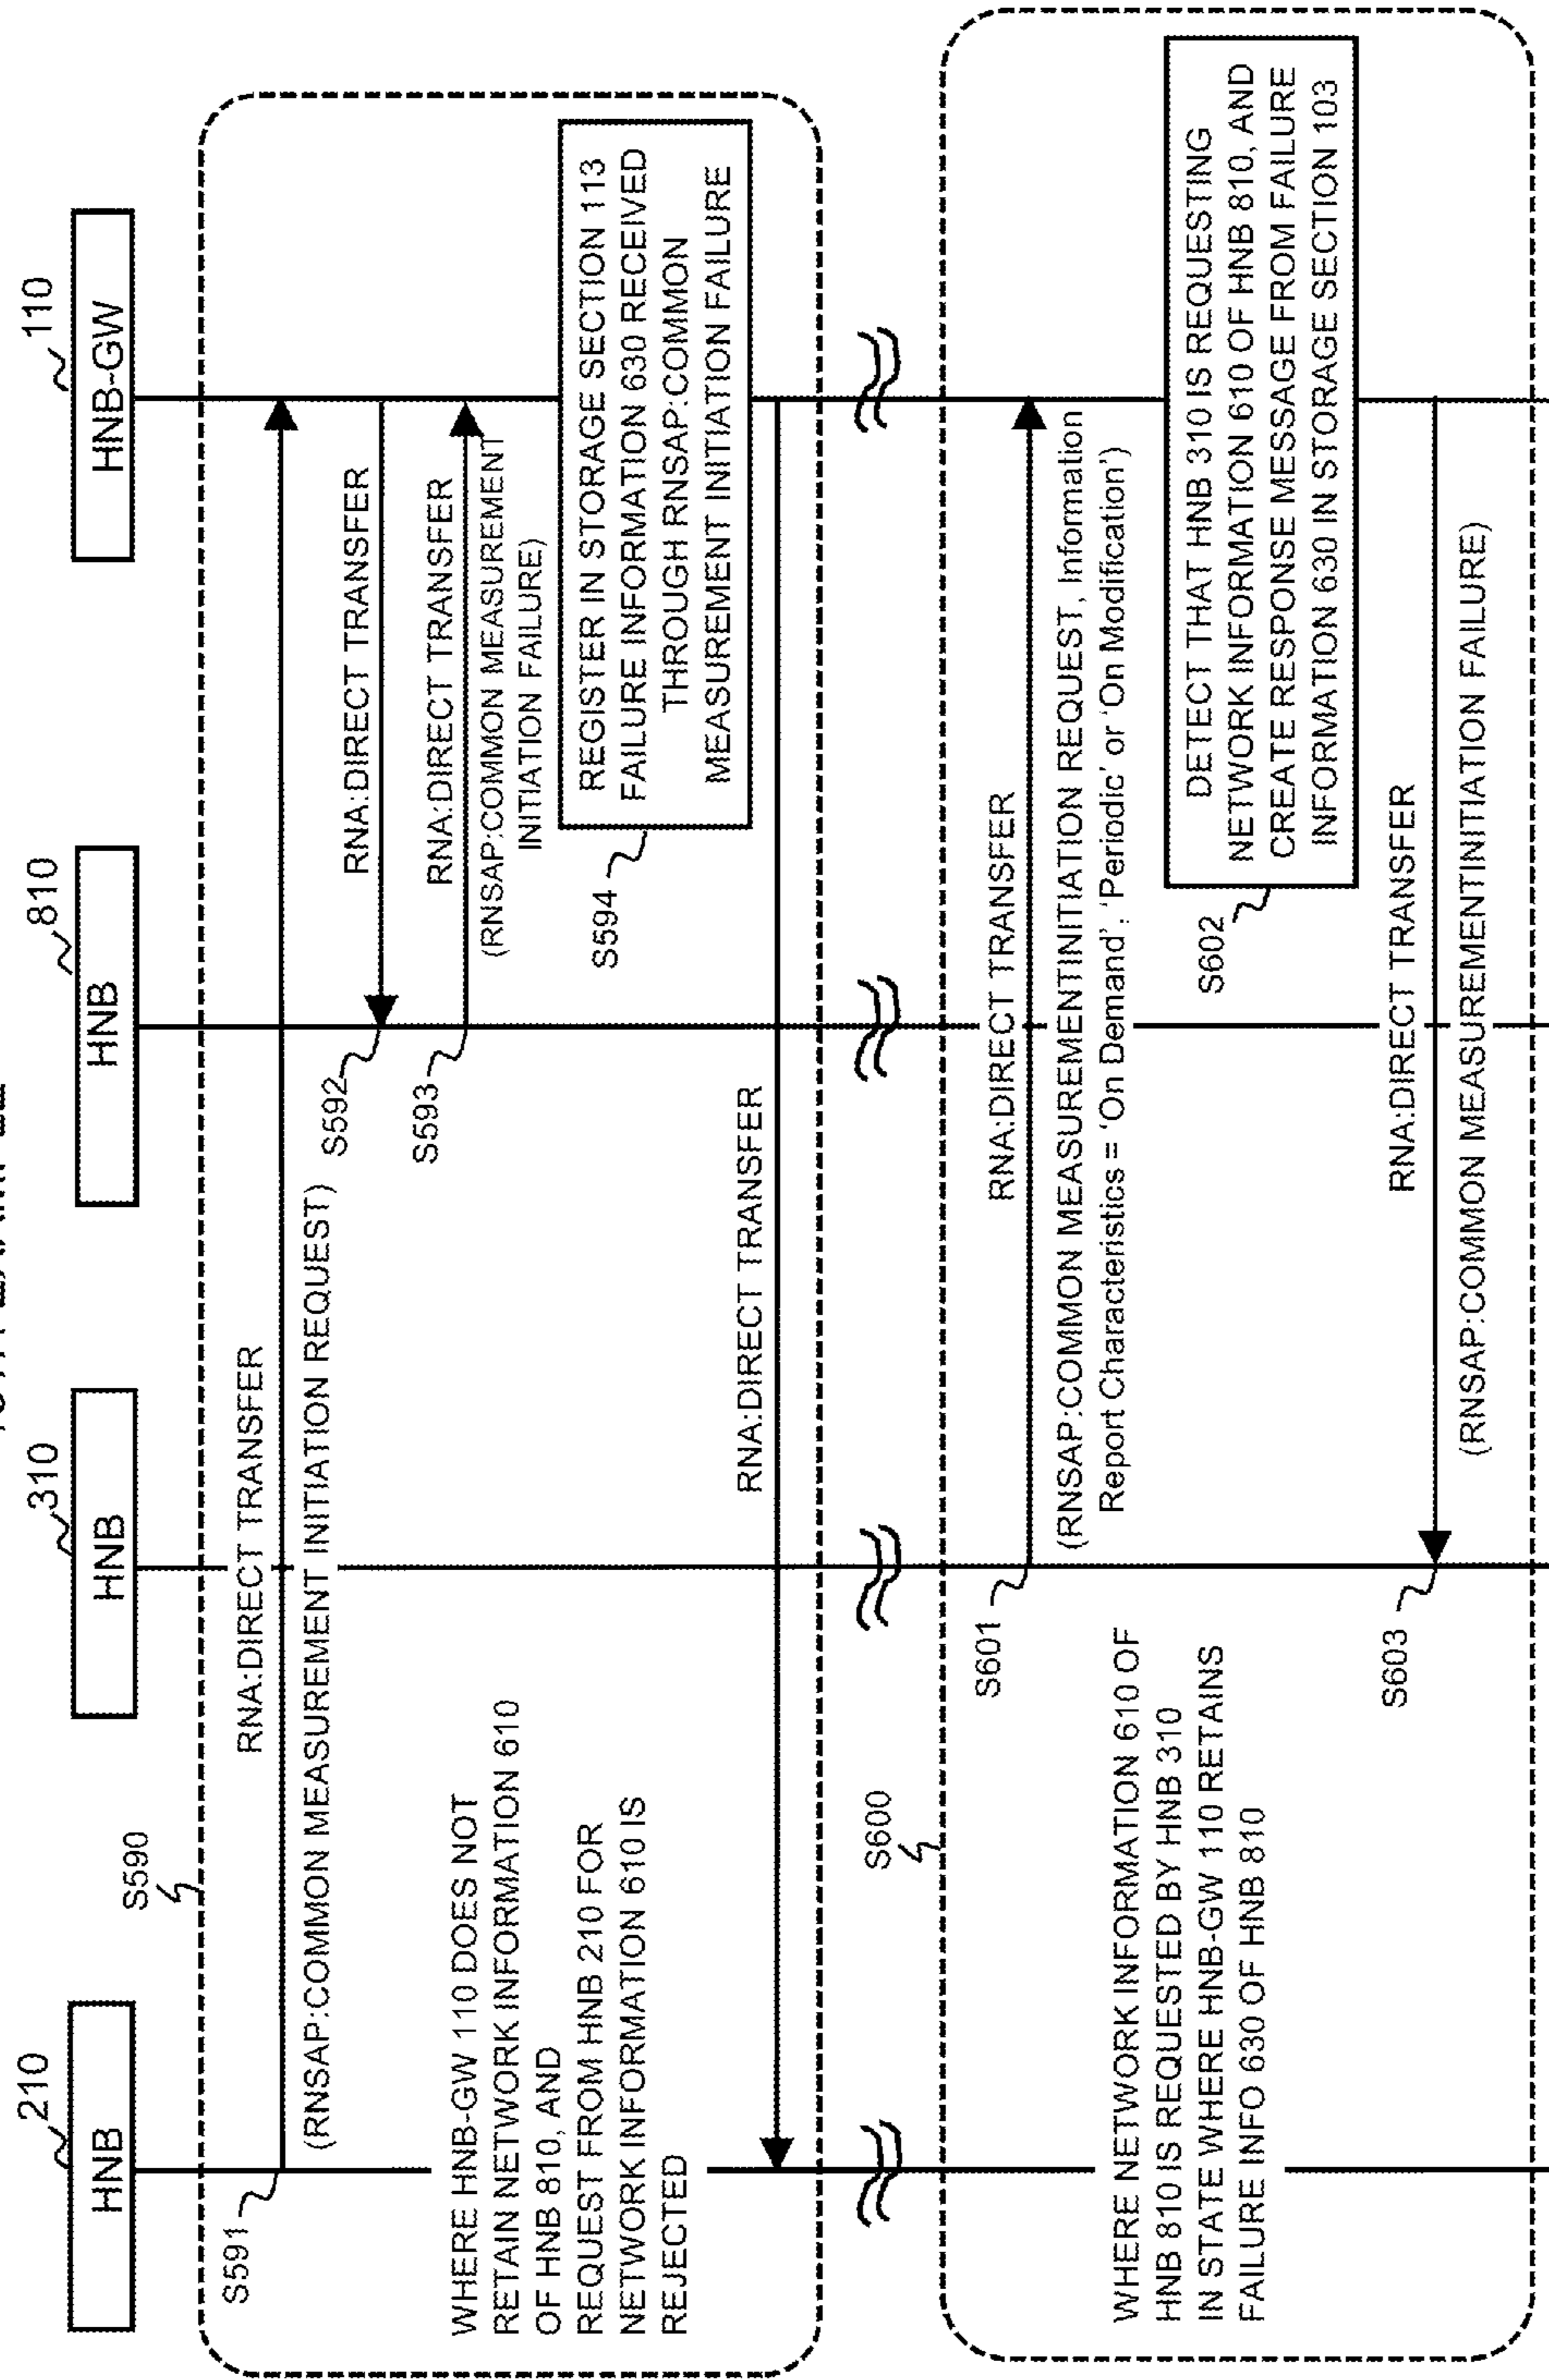 210
HNB
310
HNB
810
HNB
110
HNB-GW
S590
S591
RNA:DIRECT TRANSFER
(RNSAP:COMMON MEASUREMENT INITIATION REQUEST)
S592
RNA:DIRECT TRANSFER
S593
RNA:DIRECT TRANSFER
(RNSAP:COMMON MEASUREMENT
INITIATION FAILURE)
WHERE HNB-GW 110 DOES NOT
RETAIN NETWORK INFORMATION 610
OF HNB 810, AND
REQUEST FROM HNB 210 FOR
NETWORK INFORMATION 610 IS
REJECTED
S594
REGISTER IN STORAGE SECTION 113
FAILURE INFORMATION 630 RECEIVED
THROUGH RNSAP:COMMON
MEASUREMENT INITIATION FAILURE
RNA:DIRECT TRANSFER
S600
S601
RNA:DIRECT TRANSFER
(RNSAP:COMMON MEASUREMENTINITIATION REQUEST, Information
Report Characteristics = 'On Demand', 'Periodic' or 'On Modification')
WHERE NETWORK INFORMATION 610 OF
HNB 810 IS REQUESTED BY HNB 310
IN STATE WHERE HNB-GW 110 RETAINS
FAILURE INFO 630 OF HNB 810
S602
DETECT THAT HNB 310 IS REQUESTING
NETWORK INFORMATION 610 OF HNB 810, AND
CREATE RESPONSE MESSAGE FROM FAILURE
INFORMATION 630 IN STORAGE SECTION 103
S603
RNA:DIRECT TRANSFER
(RNSAP:COMMON MEASUREMENTINITIATION FAILURE)